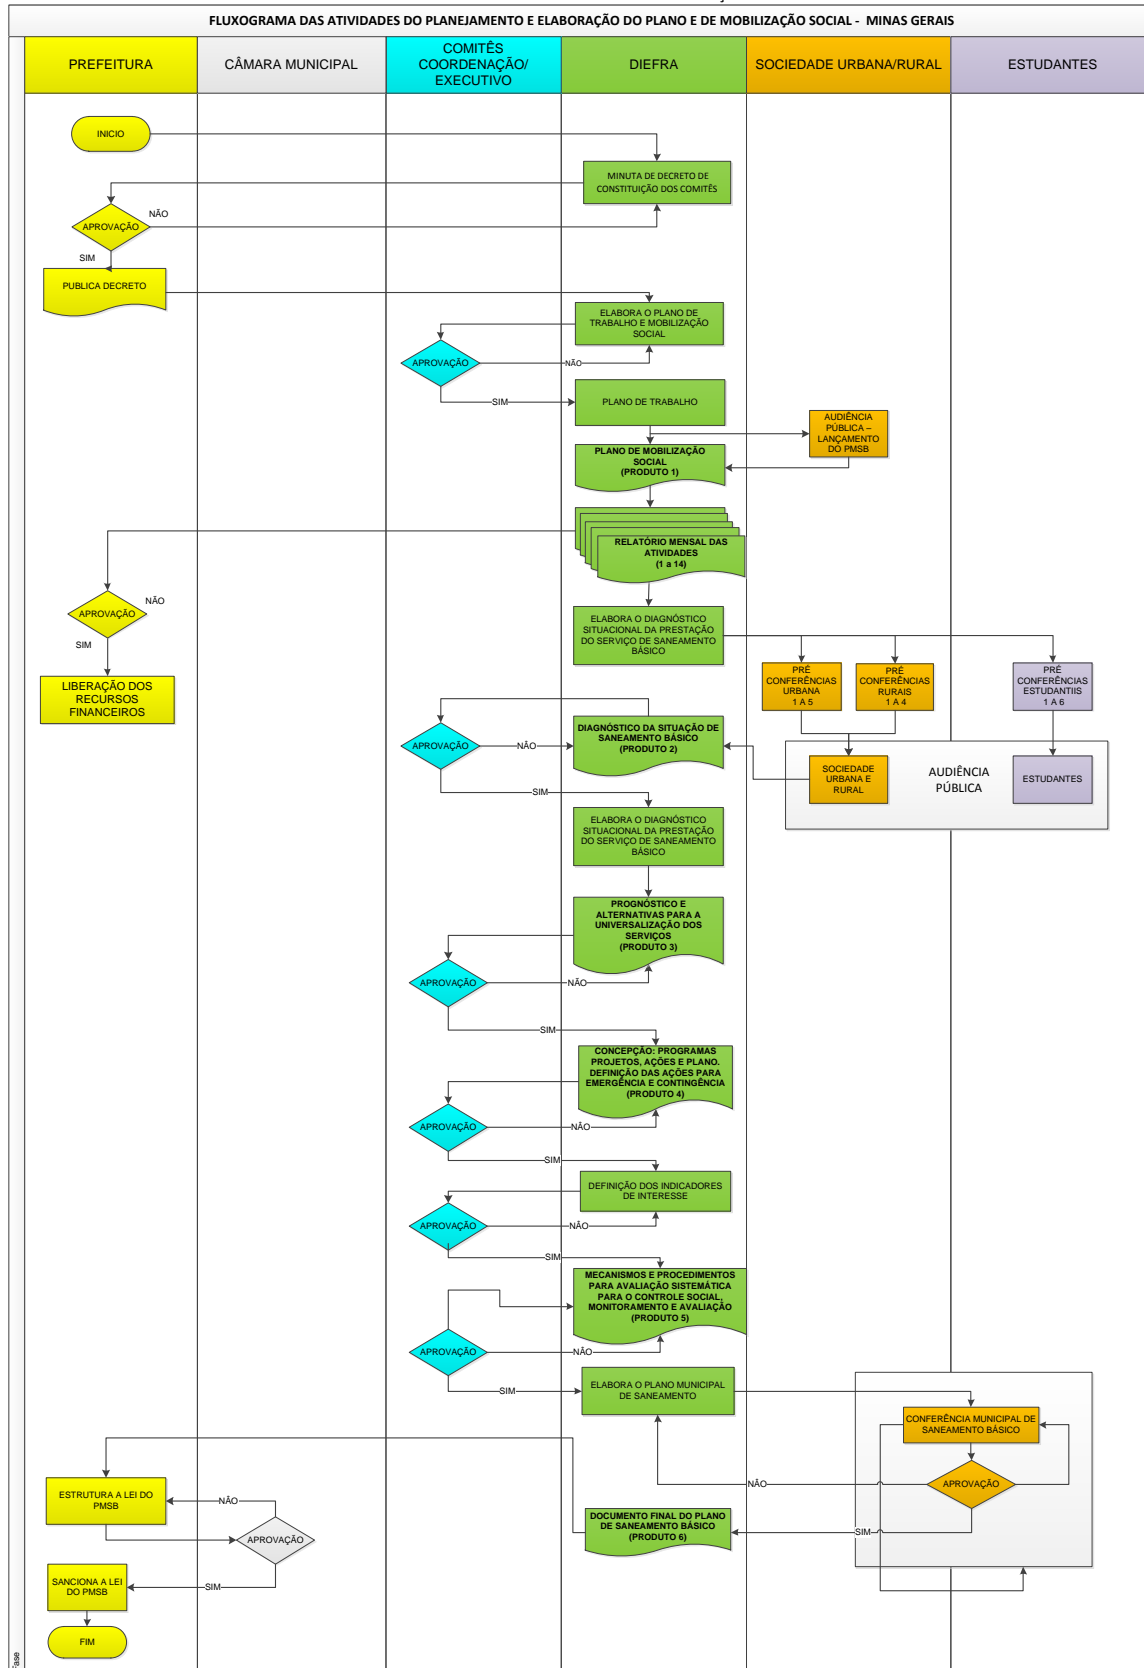 FLUXOGRAMA DAS ATIVIDADES DO PLANEJAMENTO E ELABORAÇÃO DO PLANO E DE MOBILIZAÇÃO SOCIAL - MINAS GERAIS
PREFEITURA
CÂMARA MUNICIPAL
COMITÊS
COORDENAÇÃO/
EXECUTIVO
DIEFRA
SOCIEDADE URBANA/RURAL
ESTUDANTES
INICIO
MINUTA DE DECRETO DE
CONSTITUIÇÃO DOS COMITÊS
APROVAÇÃO
NÃO
SIM
PUBLICA DECRETO
ELABORA O PLANO DE
TRABALHO E MOBILIZAÇÃO
SOCIAL
APROVAÇÃO
NÃO
SIM
PLANO DE TRABALHO
AUDIÊNCIA
PÚBLICA –
LANÇAMENTO
DO PMSB
PLANO DE MOBILIZAÇÃO
SOCIAL
(PRODUTO 1)
RELATÓRIO MENSAL DAS
ATIVIDADES
(1 a 14)
APROVAÇÃO
NÃO
SIM
LIBERAÇÃO DOS
RECURSOS
FINANCEIROS
ELABORA O DIAGNÓSTICO
SITUACIONAL DA PRESTAÇÃO
DO SERVIÇO DE SANEAMENTO
BÁSICO
PRÉ
CONFERÊNCIAS
URBANA
1 A 5
PRÉ
CONFERÊNCIAS
RURAIS
1 A 4
PRÉ
CONFERÊNCIAS
ESTUDANTIIS
1 A 6
APROVAÇÃO
NÃO
DIAGNÓSTICO DA SITUAÇÃO DE
SANEAMENTO BÁSICO
(PRODUTO 2)
SOCIEDADE
URBANA E
RURAL
AUDIÊNCIA
PÚBLICA
ESTUDANTES
SIM
ELABORA O DIAGNÓSTICO
SITUACIONAL DA PRESTAÇÃO
DO SERVIÇO DE SANEAMENTO
BÁSICO
PROGNÓSTICO E
ALTERNATIVAS PARA A
UNIVERSALIZAÇÃO DOS
SERVIÇOS
(PRODUTO 3)
APROVAÇÃO
NÃO
SIM
CONCEPÇÃO: PROGRAMAS
PROJETOS, AÇÕES E PLANO.
DEFINIÇÃO DAS AÇÕES PARA
EMERGÊNCIA E CONTINGÊNCIA
(PRODUTO 4)
APROVAÇÃO
NÃO
SIM
DEFINIÇÃO DOS INDICADORES
DE INTERESSE
APROVAÇÃO
NÃO
SIM
MECANISMOS E PROCEDIMENTOS
PARA AVALIAÇÃO SISTEMÁTICA
PARA O CONTROLE SOCIAL,
MONITORAMENTO E AVALIAÇÃO
(PRODUTO 5)
APROVAÇÃO
NÃO
SIM
ELABORA O PLANO MUNICIPAL
DE SANEAMENTO
CONFERÊNCIA MUNICIPAL DE
SANEAMENTO BÁSICO
APROVAÇÃO
NÃO
SIM
DOCUMENTO FINAL DO PLANO
DE SANEAMENTO BÁSICO
(PRODUTO 6)
ESTRUTURA A LEI DO
PMSB
NÃO
APROVAÇÃO
SIM
SANCIONA A LEI
DO PMSB
FIM
Fase